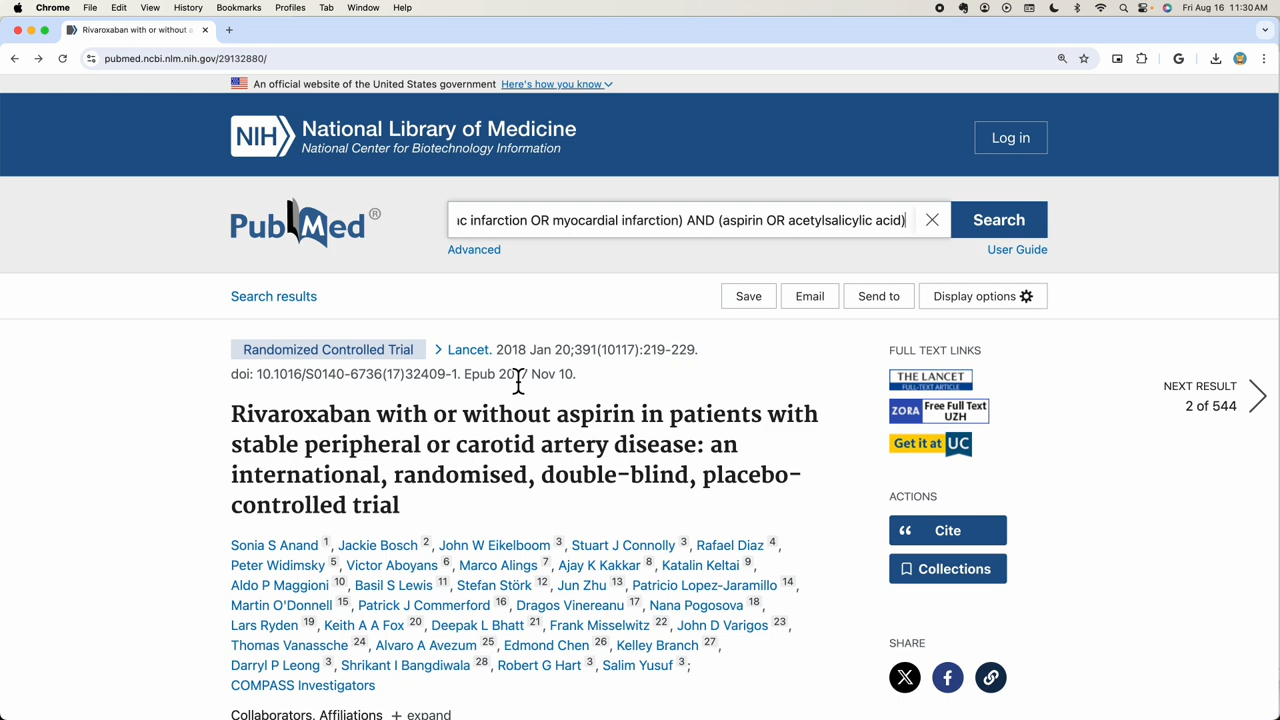 Chrome File Edit View History Bookmarks Profiles Tab Window Help Fri Aug 16 11:30 AM
Rivaroxaban with or without a
pubmed.ncbi.nlm.nih.gov/29132880/
An official website of the United States government Here's how you know
NIH National Library of Medicine
National Center for Biotechnology Information
Log in
PubMed®
ac infarction OR myocardial infarction) AND (aspirin OR acetylsalicylic acid)
Search
Advanced
User Guide
Search results
Save
Email
Send to
Display options
Randomized Controlled Trial > Lancet. 2018 Jan 20;391(10117):219-229.
doi: 10.1016/S0140-6736(17)32409-1. Epub 2017 Nov 10.
Rivaroxaban with or without aspirin in patients with
stable peripheral or carotid artery disease: an
international, randomised, double-blind, placebo-
controlled trial
Sonia S Anand 1, Jackie Bosch 2, John W Eikelboom 3, Stuart J Connolly 3, Rafael Diaz 4,
Peter Widimsky 5, Victor Aboyans 6, Marco Alings 7, Ajay K Kakkar 8, Katalin Keltai 9,
Aldo P Maggioni 10, Basil S Lewis 11, Stefan Störk 12, Jun Zhu 13, Patricio Lopez-Jaramillo 14,
Martin O'Donnell 15, Patrick J Commerford 16, Dragos Vinereanu 17, Nana Pogosova 18,
Lars Ryden 19, Keith A A Fox 20, Deepak L Bhatt 21, Frank Misselwitz 22, John D Varigos 23,
Thomas Vanassche 24, Alvaro A Avezum 25, Edmond Chen 26, Kelley Branch 27,
Darryl P Leong 3, Shrikant I Bangdiwala 28, Robert G Hart 3, Salim Yusuf 3;
COMPASS Investigators
Collaborators, Affiliations + expand
FULL TEXT LINKS
THE LANCET
FULL-TEXT ARTICLE
ZORA Free Full Text
UZH
Get it at UC
ACTIONS
Cite
Collections
SHARE
NEXT RESULT
2 of 544